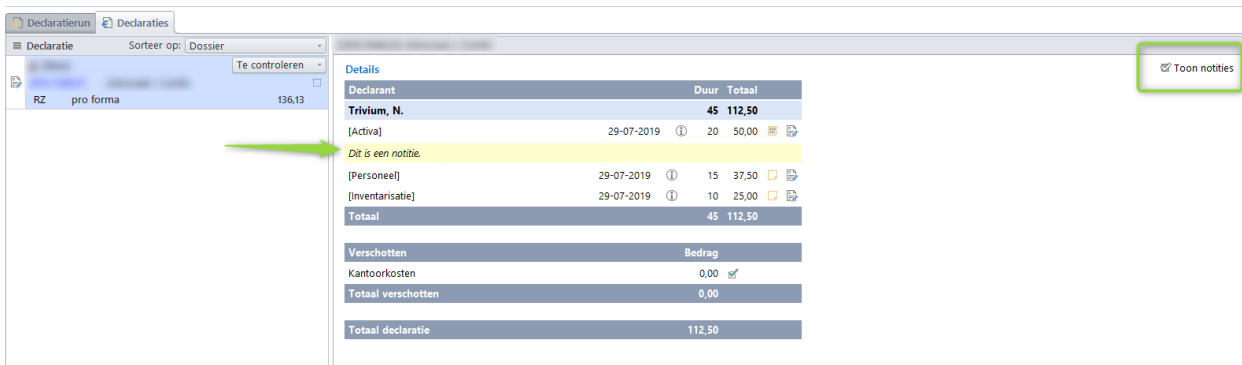 Declaratierun Declaraties
Declaratie Sorteer op: Dossier
Te controleren
RZ pro forma 136,13
Toon notities
Details
Declarant Duur Totaal
Trivium, N. 45 112,50
[Activa] 29-07-2019 20 50,00
Dit is een notitie.
[Personeel] 29-07-2019 15 37,50
[Inventarisatie] 29-07-2019 10 25,00
Totaal 45 112,50
Verschotten Bedrag
Kantoorkosten 0,00
Totaal verschotten 0,00
Totaal declaratie 112,50